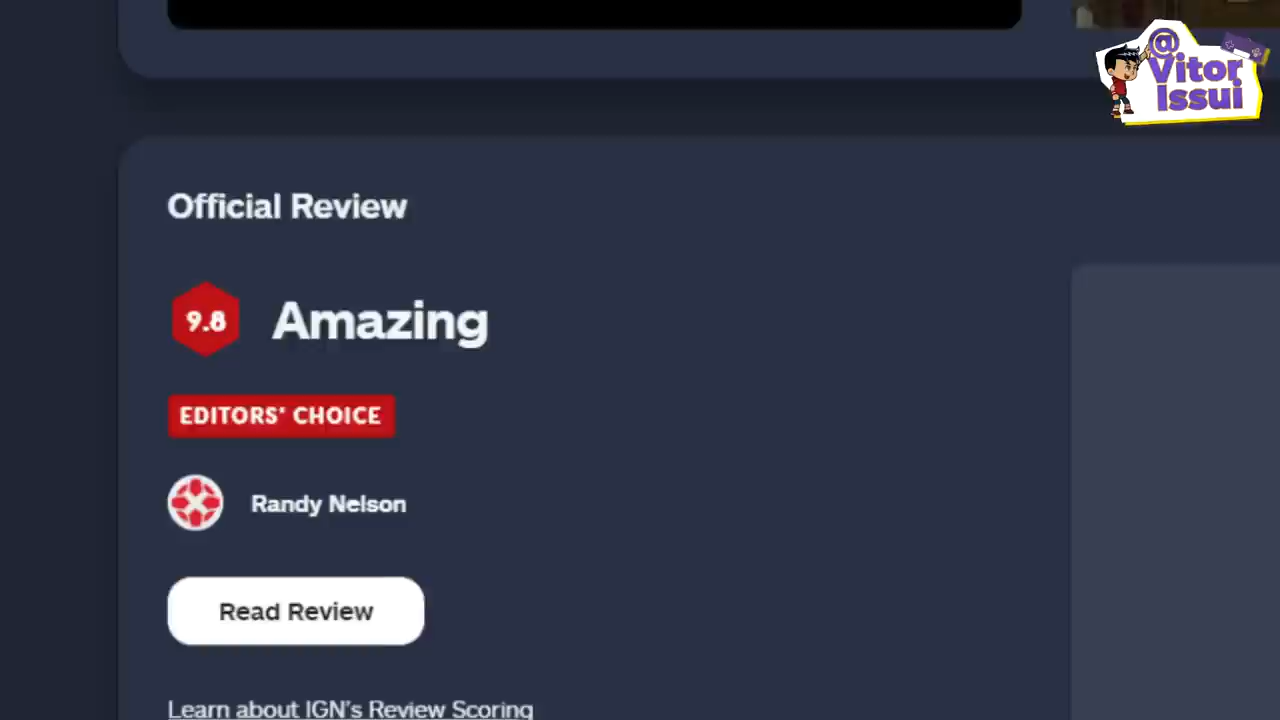 @
Vitor
Issui
Official Review
9.8
Amazing
EDITORS' CHOICE
Randy Nelson
Read Review
Learn about IGN's Review Scoring